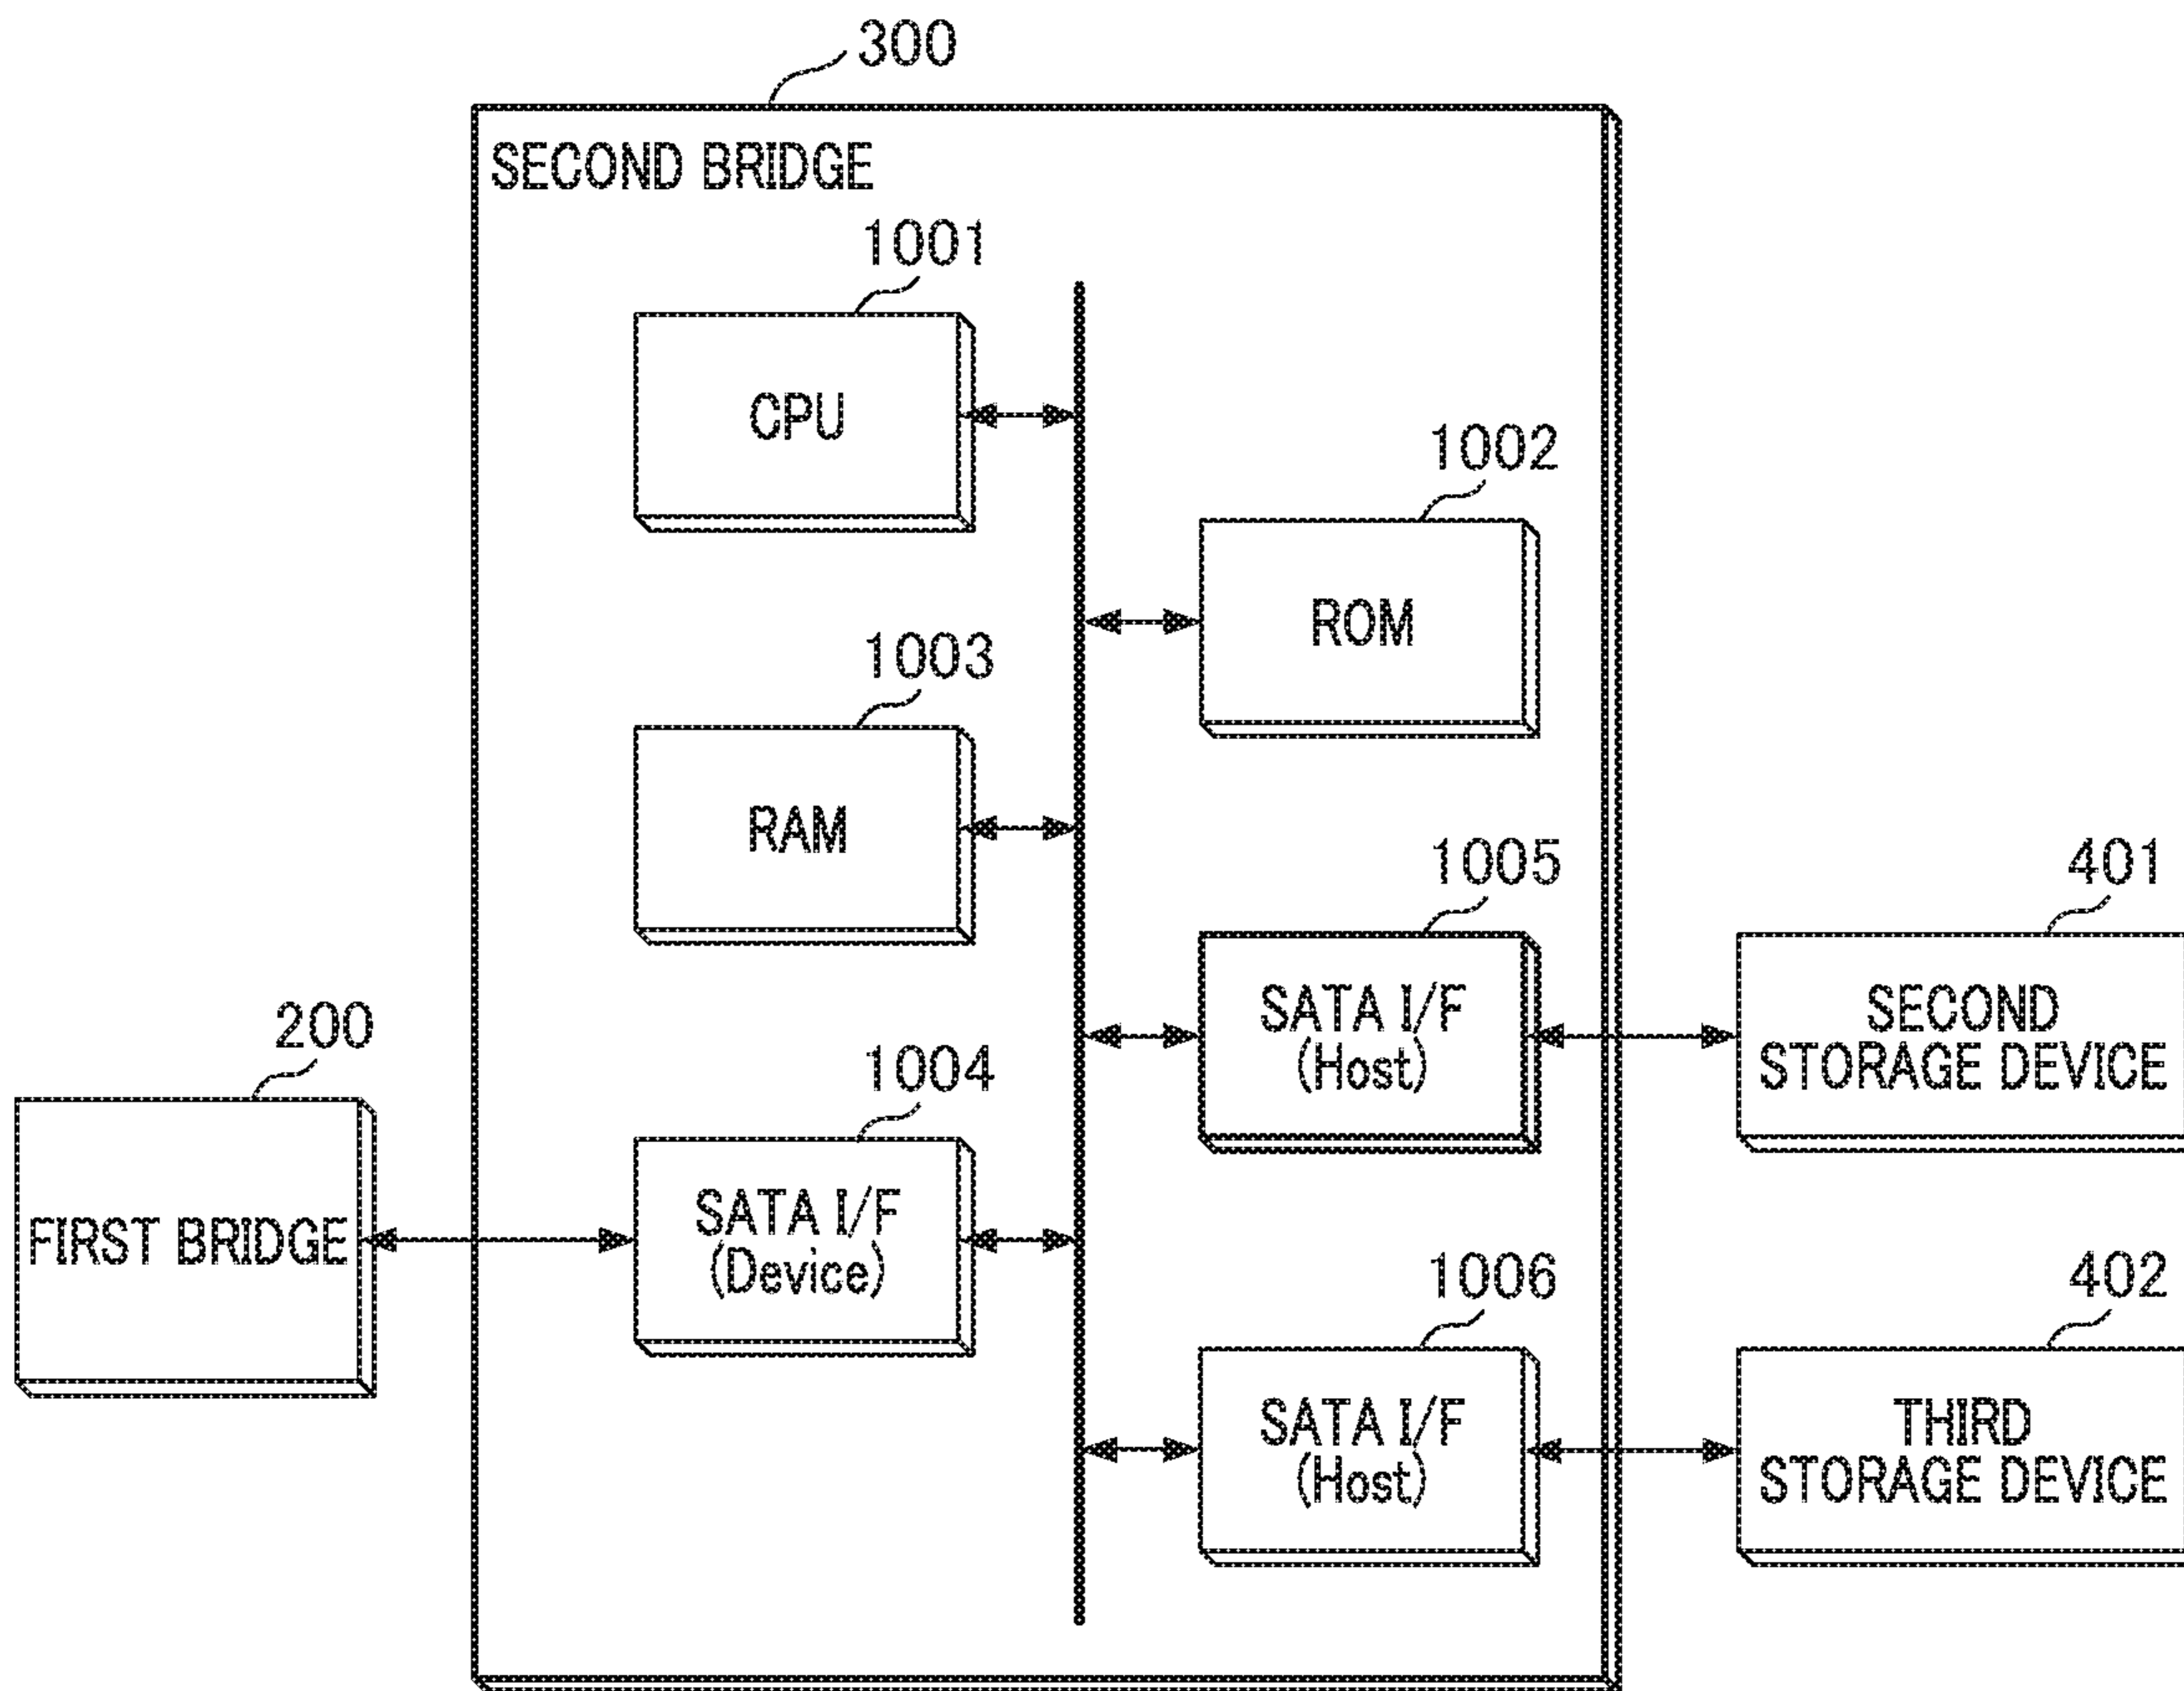 300
SECOND BRIDGE
1001
CPU
1002
ROM
1003
RAM
1005
SATA I/F
(Host)
401
SECOND
STORAGE DEVICE
200
FIRST BRIDGE
1004
SATA I/F
(Device)
1006
SATA I/F
(Host)
402
THIRD
STORAGE DEVICE